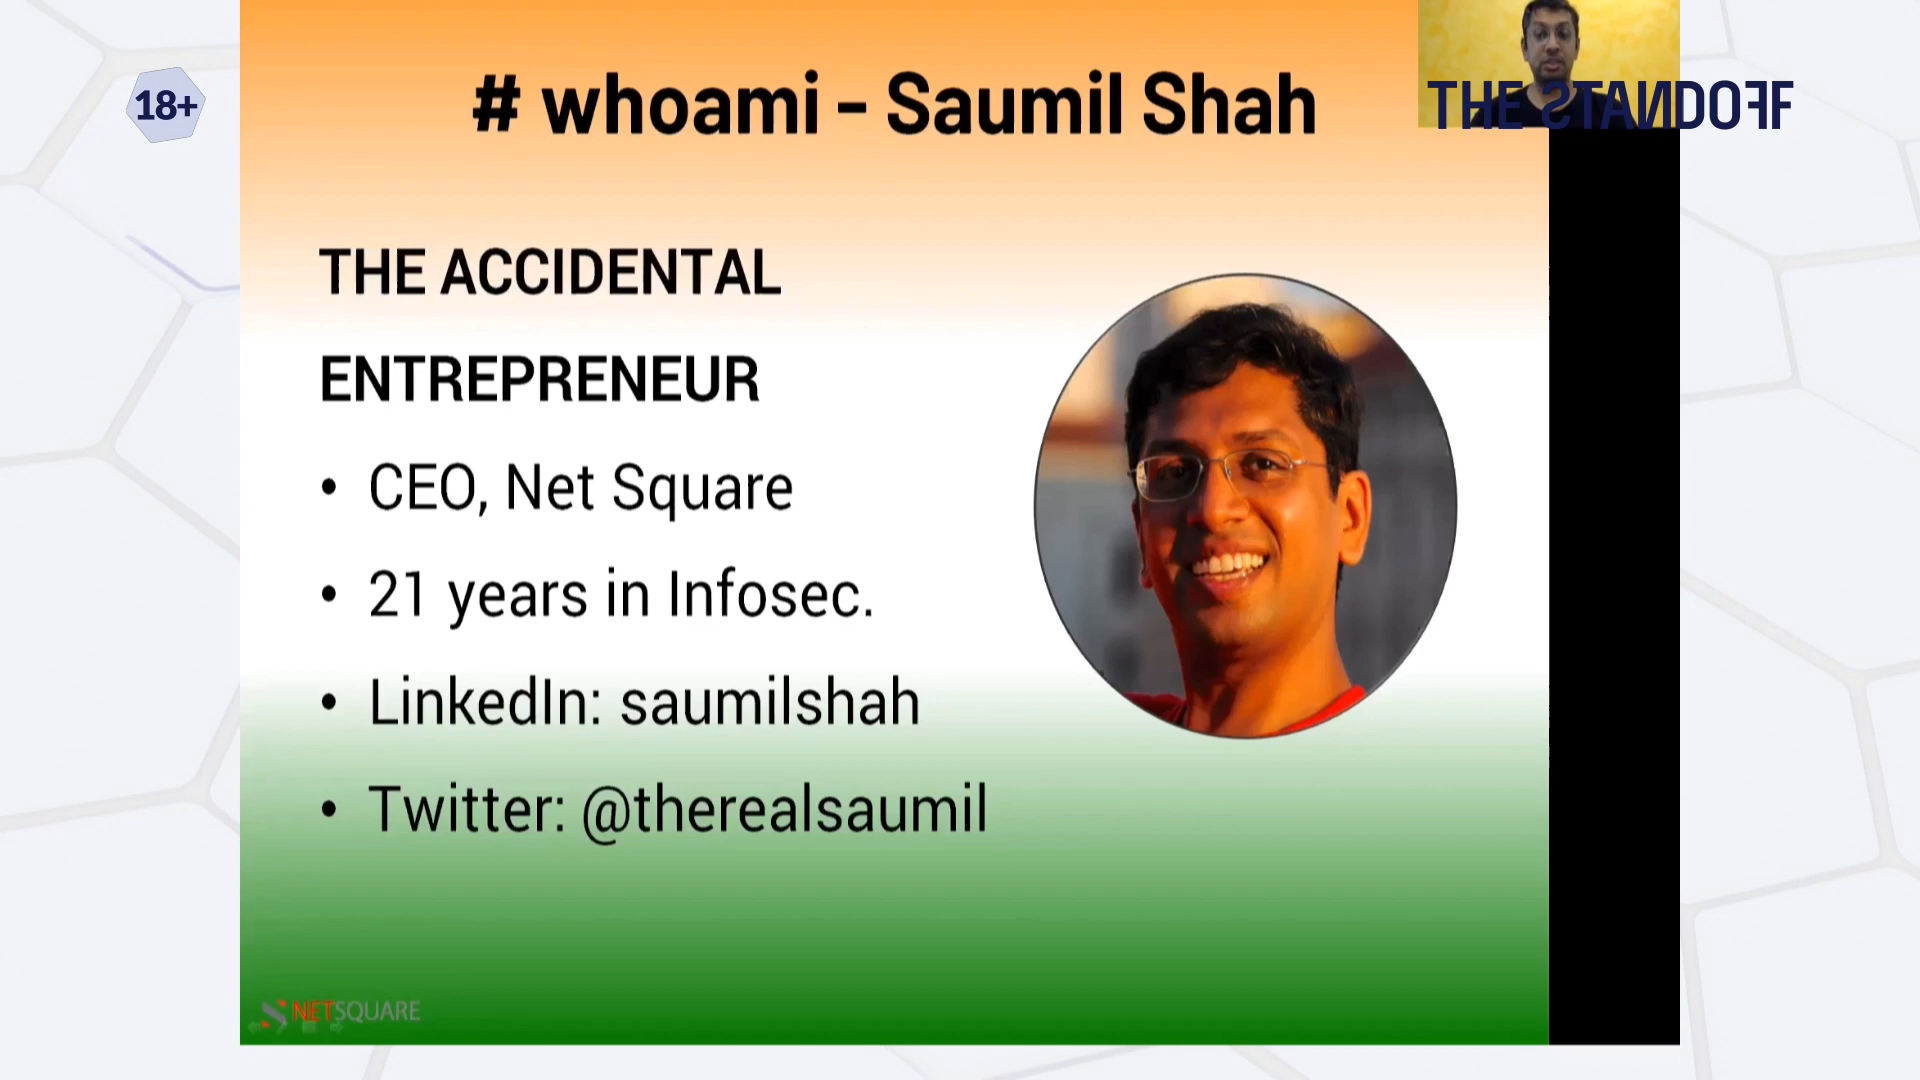 18+
# whoami – Saumil Shah
THE STANDOFF
THE ACCIDENTAL
ENTREPRENEUR
• CEO, Net Square
• 21 years in Infosec.
• LinkedIn: saumilshah
• Twitter: @therealsaumil
NETSQUARE